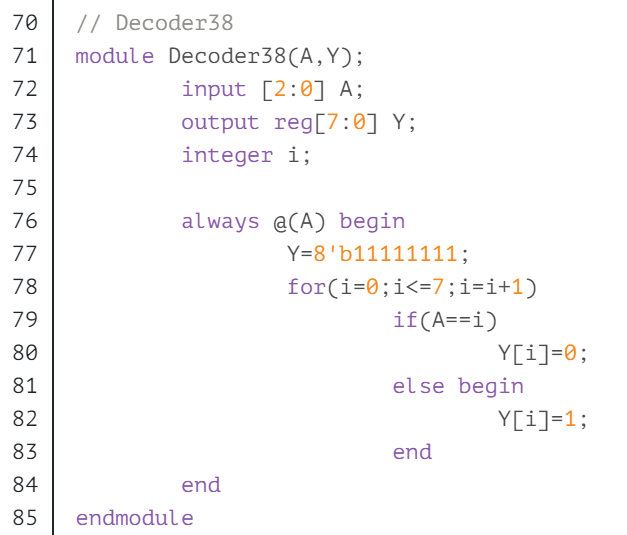 70 // Decoder38
71 module Decoder38(A,Y);
72         input [2:0] A;
73         output reg[7:0] Y;
74         integer i;
75
76         always @(A) begin
77                 Y=8'b11111111;
78                 for(i=0;i<=7;i=i+1)
79                         if(A==i)
80                                 Y[i]=0;
81                         else begin
82                                 Y[i]=1;
83                         end
84         end
85 endmodule